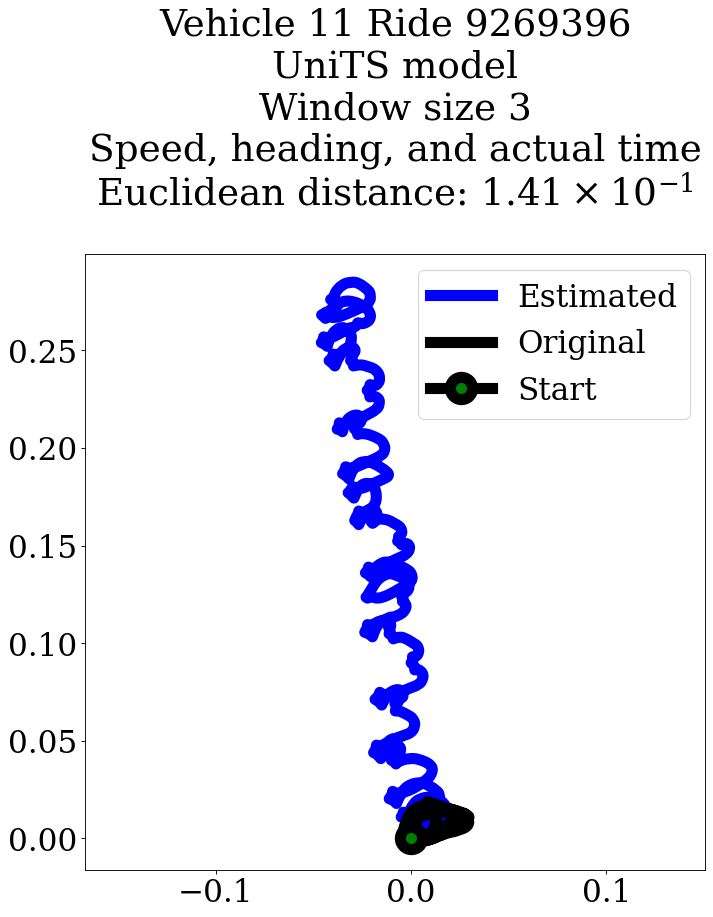 Vehicle 11 Ride 9269396
UniTS model
Window size 3
Speed, heading, and actual time
Euclidean distance: 1.41 × 10⁻¹
Estimated
Original
Start
0.25
0.20
0.15
0.10
0.05
0.00
−0.1
0.0
0.1